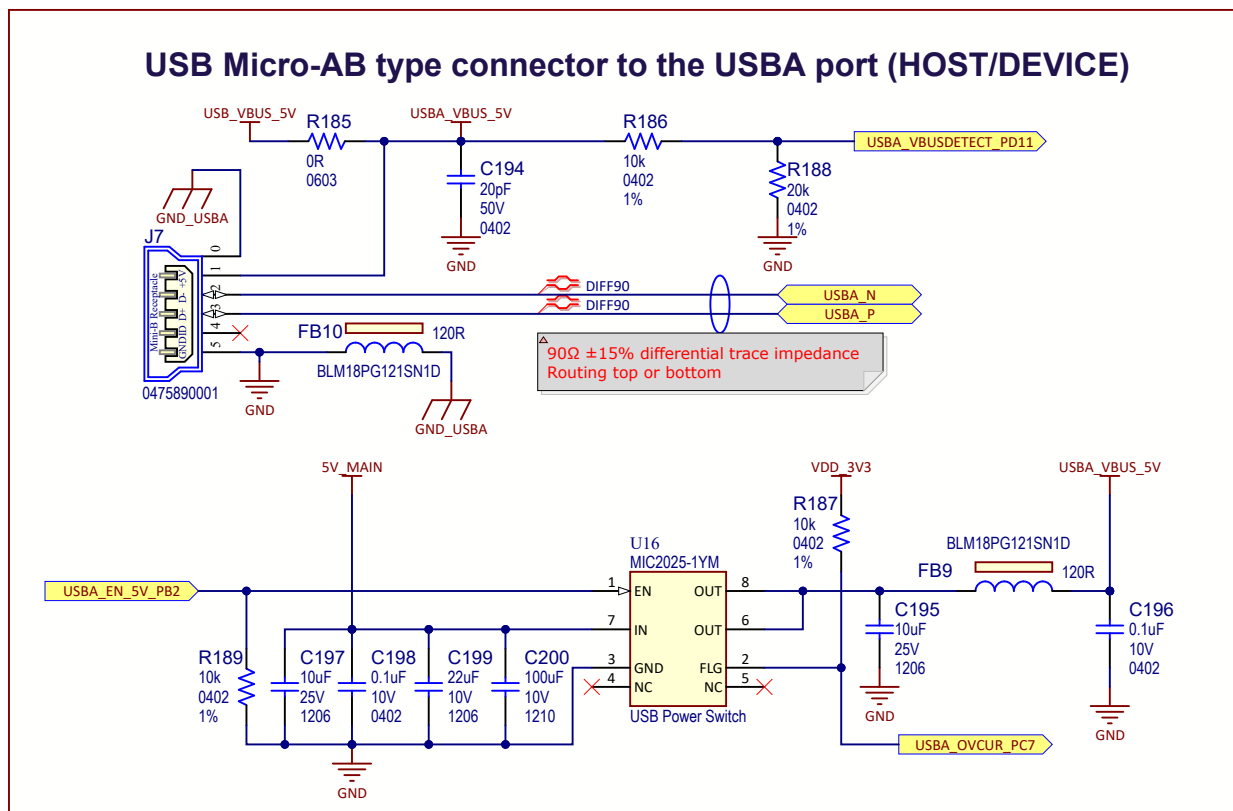 USB Micro-AB type connector to the USBA port (HOST/DEVICE)
USB_VBUS_5V
R185
0R
0603
USBA_VBUS_5V
C194
20pF
50V
0402
GND
R186
10k
0402
1%
R188
20k
0402
1%
GND
USBA_VBUSDETECT_PD11
GND_USBA
J7
Mini-B Receptacle
+5V
D-
D+
ID
GND
0
1
2
3
4
5
0475890001
GND
FB10
120R
BLM18PG121SN1D
GND_USBA
DIFF90
DIFF90
USBA_N
USBA_P
90Ω ±15% differential trace impedance
Routing top or bottom
5V_MAIN
USBA_EN_5V_PB2
R189
10k
0402
1%
C197
10uF
25V
1206
C198
0.1uF
10V
0402
C199
22uF
10V
1206
C200
100uF
10V
1210
GND
U16
MIC2025-1YM
1
EN
7
IN
3
GND
4
NC
OUT
8
OUT
6
FLG
2
NC
5
USB Power Switch
VDD_3V3
R187
10k
0402
1%
C195
10uF
25V
1206
GND
BLM18PG121SN1D
FB9
120R
USBA_VBUS_5V
C196
0.1uF
10V
0402
GND
USBA_OVCUR_PC7